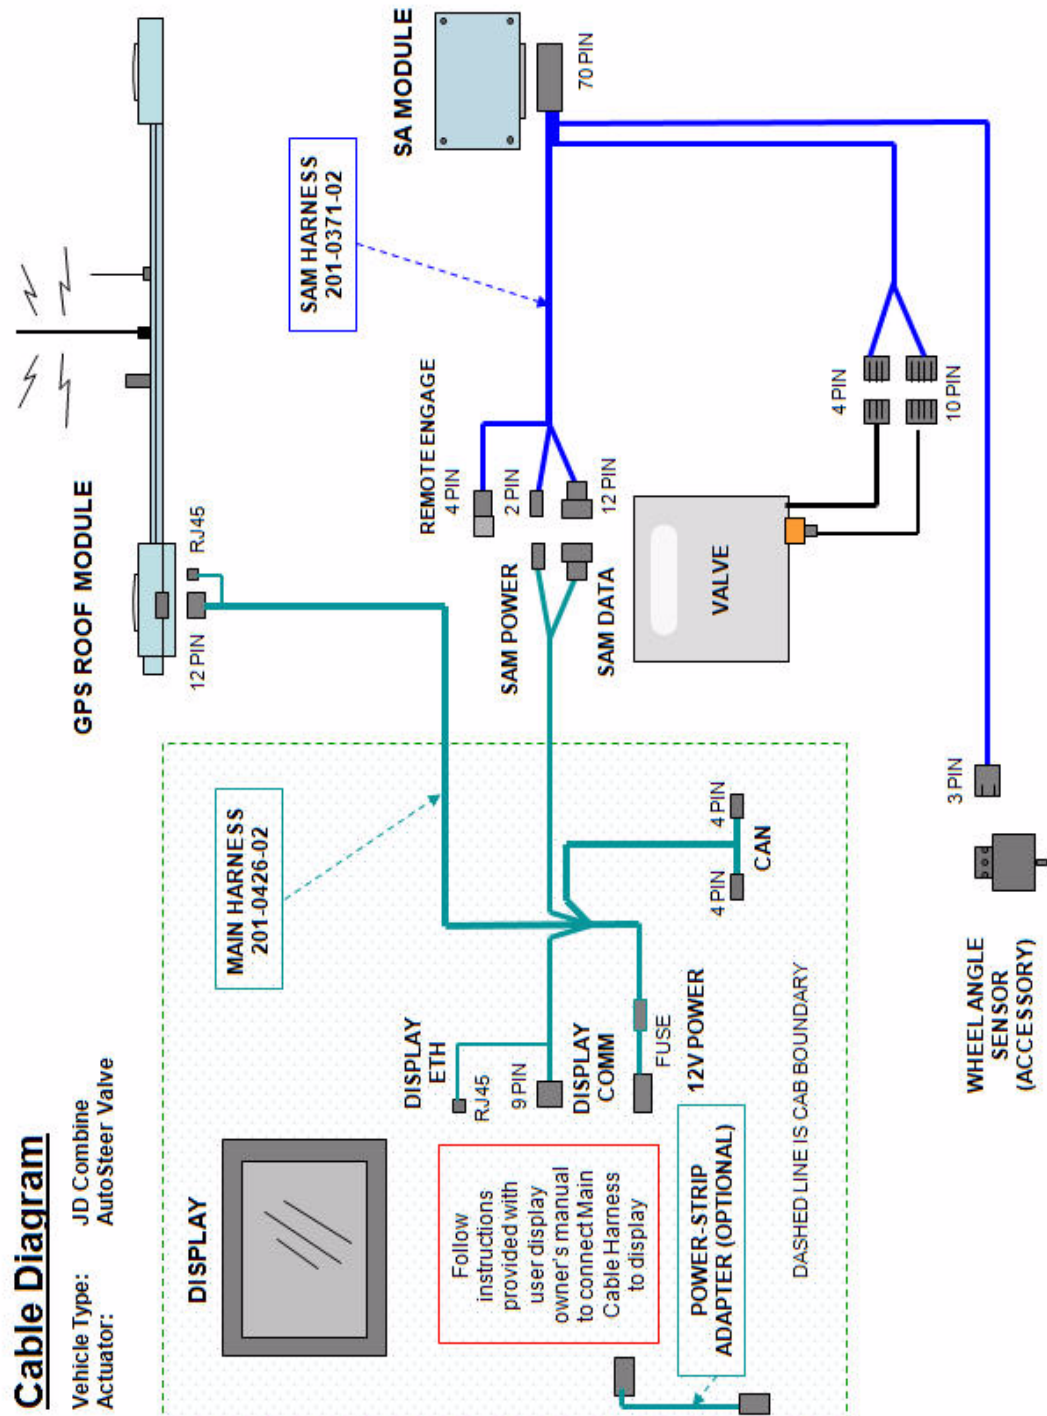 Cable Diagram
Vehicle Type: JD Combine
Actuator: AutoSteer Valve
DISPLAY
Follow
instructions
provided with
user display
owner's manual
to connect Main
Cable Harness
to display
POWER-STRIP
ADAPTER (OPTIONAL)
DISPLAY
ETH
RJ45
9 PIN
DISPLAY
COMM
FUSE
12V POWER
DASHED LINE IS CAB BOUNDARY
MAIN HARNESS
201-0426-02
4 PIN
4 PIN
CAN
GPS ROOF MODULE
12 PIN
RJ45
SAM POWER
SAM DATA
REMOTE ENGAGE
4 PIN
2 PIN
12 PIN
SAM HARNESS
201-0371-02
SA MODULE
70 PIN
VALVE
4 PIN
10 PIN
3 PIN
WHEEL ANGLE
SENSOR
(ACCESSORY)